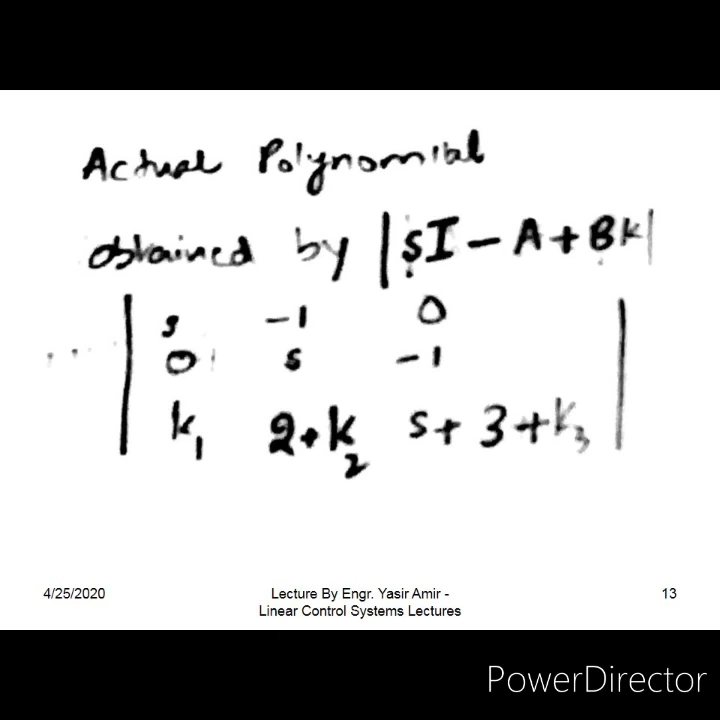 Actual Polynomial
obtained by |sI - A + BK|
s -1 0
0 s -1
k₁ 2+k₂ s+3+k₃
4/25/2020
Lecture By Engr. Yasir Amir -
Linear Control Systems Lectures
13
PowerDirector